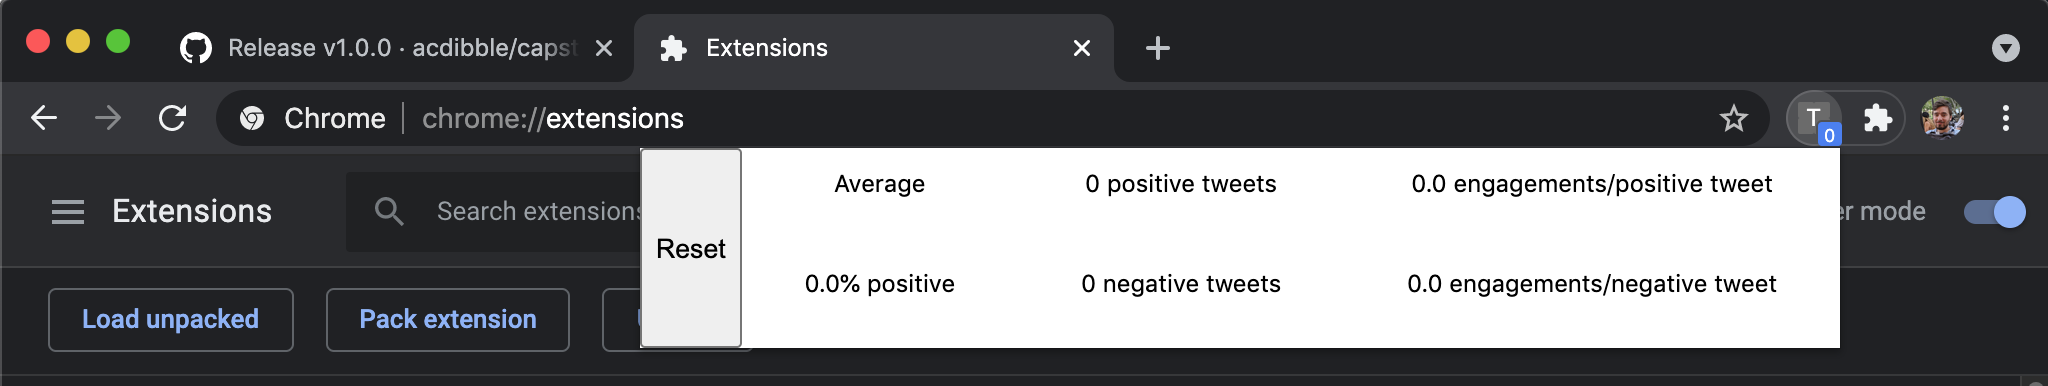 Release v1.0.0 · acdibble/capst
Extensions
Chrome
chrome://extensions
T
0
Extensions
Search extensions
Reset
Average
0 positive tweets
0.0 engagements/positive tweet
0.0% positive
0 negative tweets
0.0 engagements/negative tweet
mode
Load unpacked
Pack extension